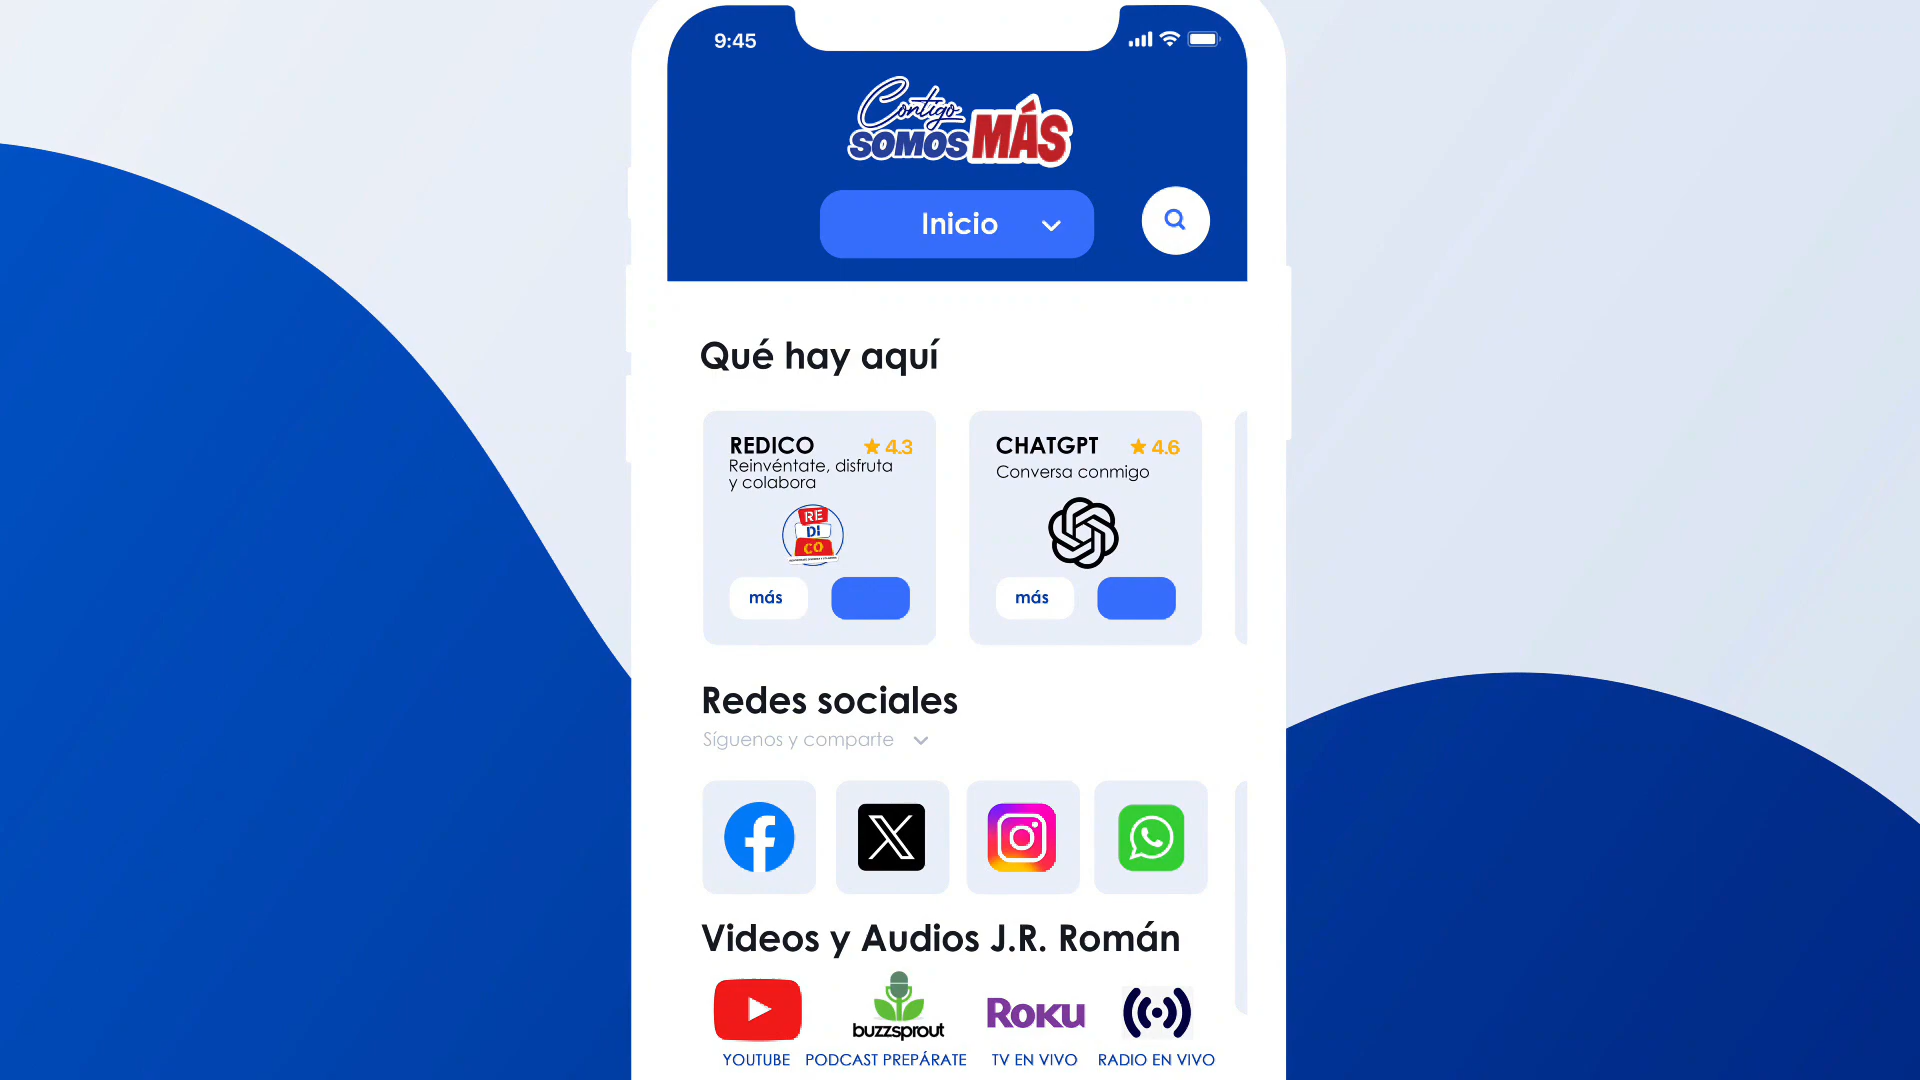 9:45
Contigo
SOMOS MÁS
Inicio
Qué hay aquí
REDICO ★ 4.3
Reinvéntate, disfruta
y colabora
RE
DI
CO
más
CHATGPT ★ 4.6
Conversa conmigo
más
Redes sociales
Síguenos y comparte
Videos y Audios J.R. Román
buzzsprout
ROKU
YOUTUBE
PODCAST PREPÁRATE
TV EN VIVO
RADIO EN VIVO